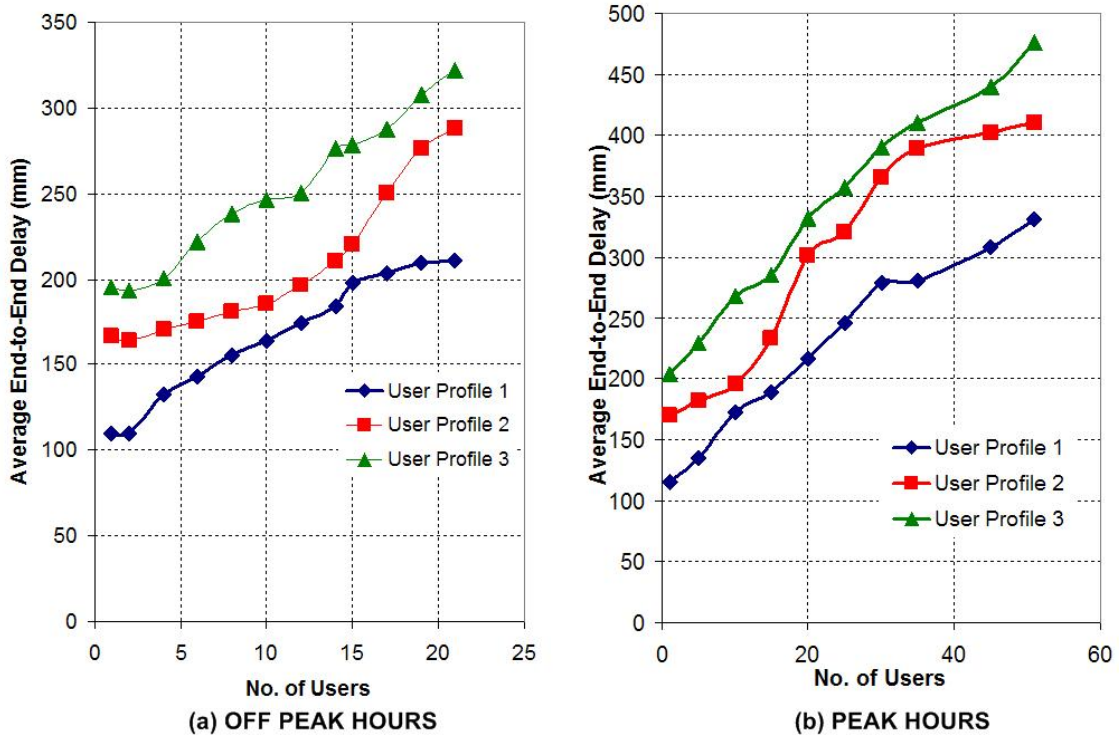 Average End-to-End Delay (mm)
350
300
250
200
150
100
50
0
User Profile 1
User Profile 2
User Profile 3
0 5 10 15 20 25
No. of Users
(a) OFF PEAK HOURS
Average End-to-End Delay (mm)
500
450
400
350
300
250
200
150
100
50
0
User Profile 1
User Profile 2
User Profile 3
0 20 40 60
No. of Users
(b) PEAK HOURS